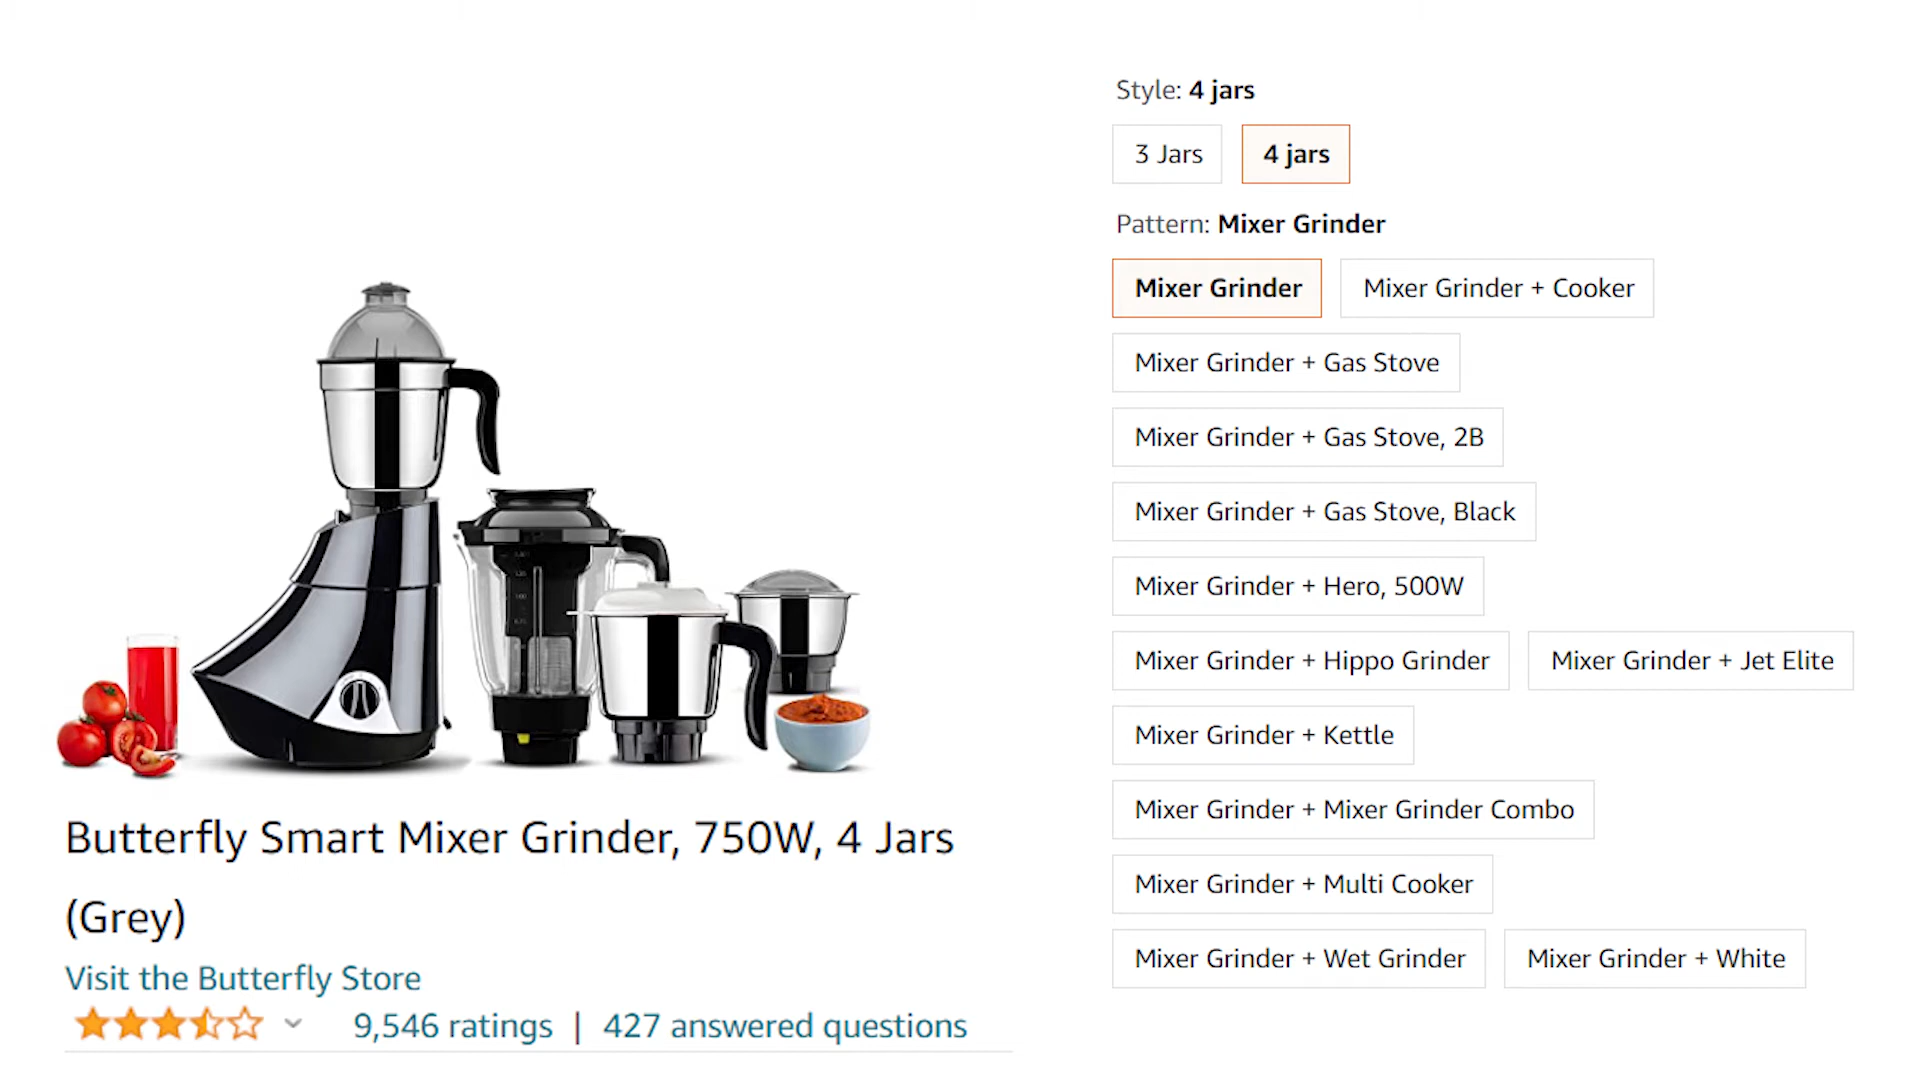 Style: 4 jars
3 Jars
4 jars
Pattern: Mixer Grinder
Mixer Grinder
Mixer Grinder + Cooker
Mixer Grinder + Gas Stove
Mixer Grinder + Gas Stove, 2B
Mixer Grinder + Gas Stove, Black
Mixer Grinder + Hero, 500W
Mixer Grinder + Hippo Grinder
Mixer Grinder + Jet Elite
Mixer Grinder + Kettle
Mixer Grinder + Mixer Grinder Combo
Mixer Grinder + Multi Cooker
Mixer Grinder + Wet Grinder
Mixer Grinder + White
Butterfly Smart Mixer Grinder, 750W, 4 Jars
(Grey)
Visit the Butterfly Store
9,546 ratings | 427 answered questions